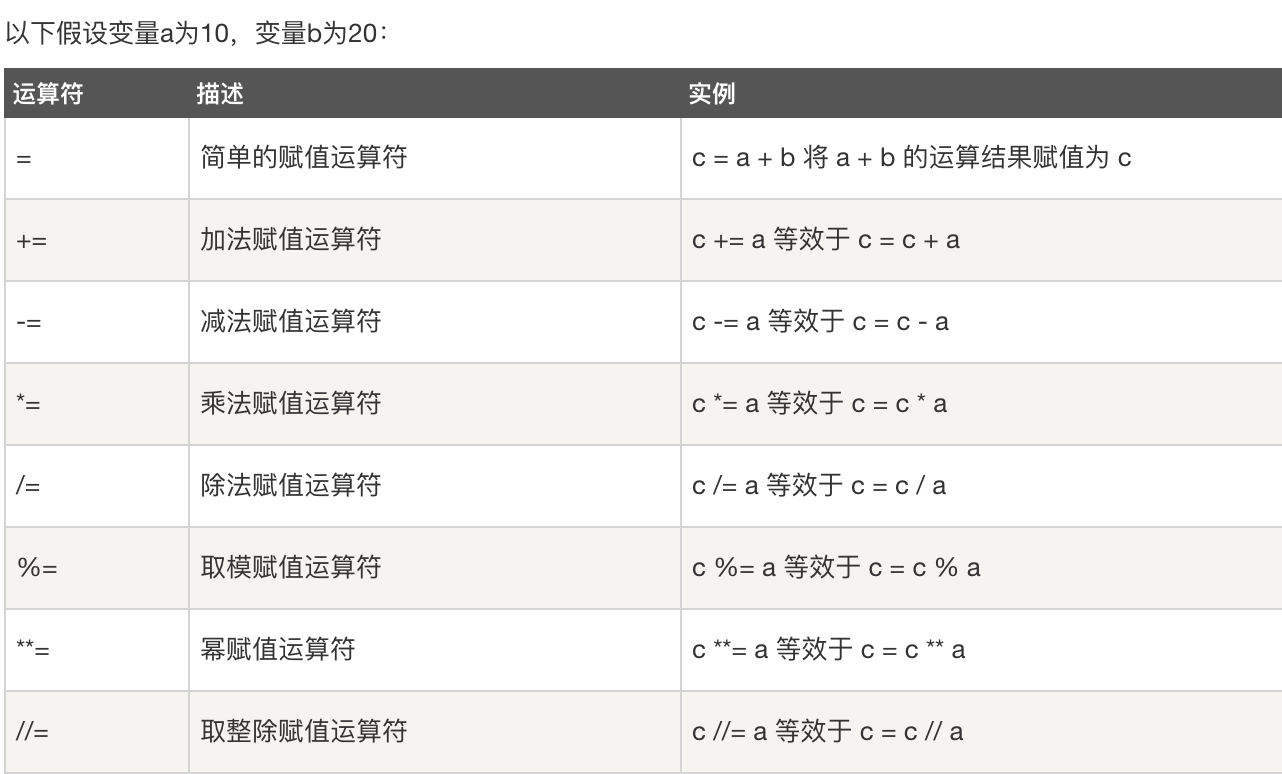 以下假设变量a为10，变量b为20：
运算符 描述 实例
= 简单的赋值运算符 c = a + b 将 a + b 的运算结果赋值为 c
+= 加法赋值运算符 c += a 等效于 c = c + a
-= 减法赋值运算符 c -= a 等效于 c = c - a
*= 乘法赋值运算符 c *= a 等效于 c = c * a
/= 除法赋值运算符 c /= a 等效于 c = c / a
%= 取模赋值运算符 c %= a 等效于 c = c % a
**= 幂赋值运算符 c **= a 等效于 c = c ** a
//= 取整除赋值运算符 c //= a 等效于 c = c // a